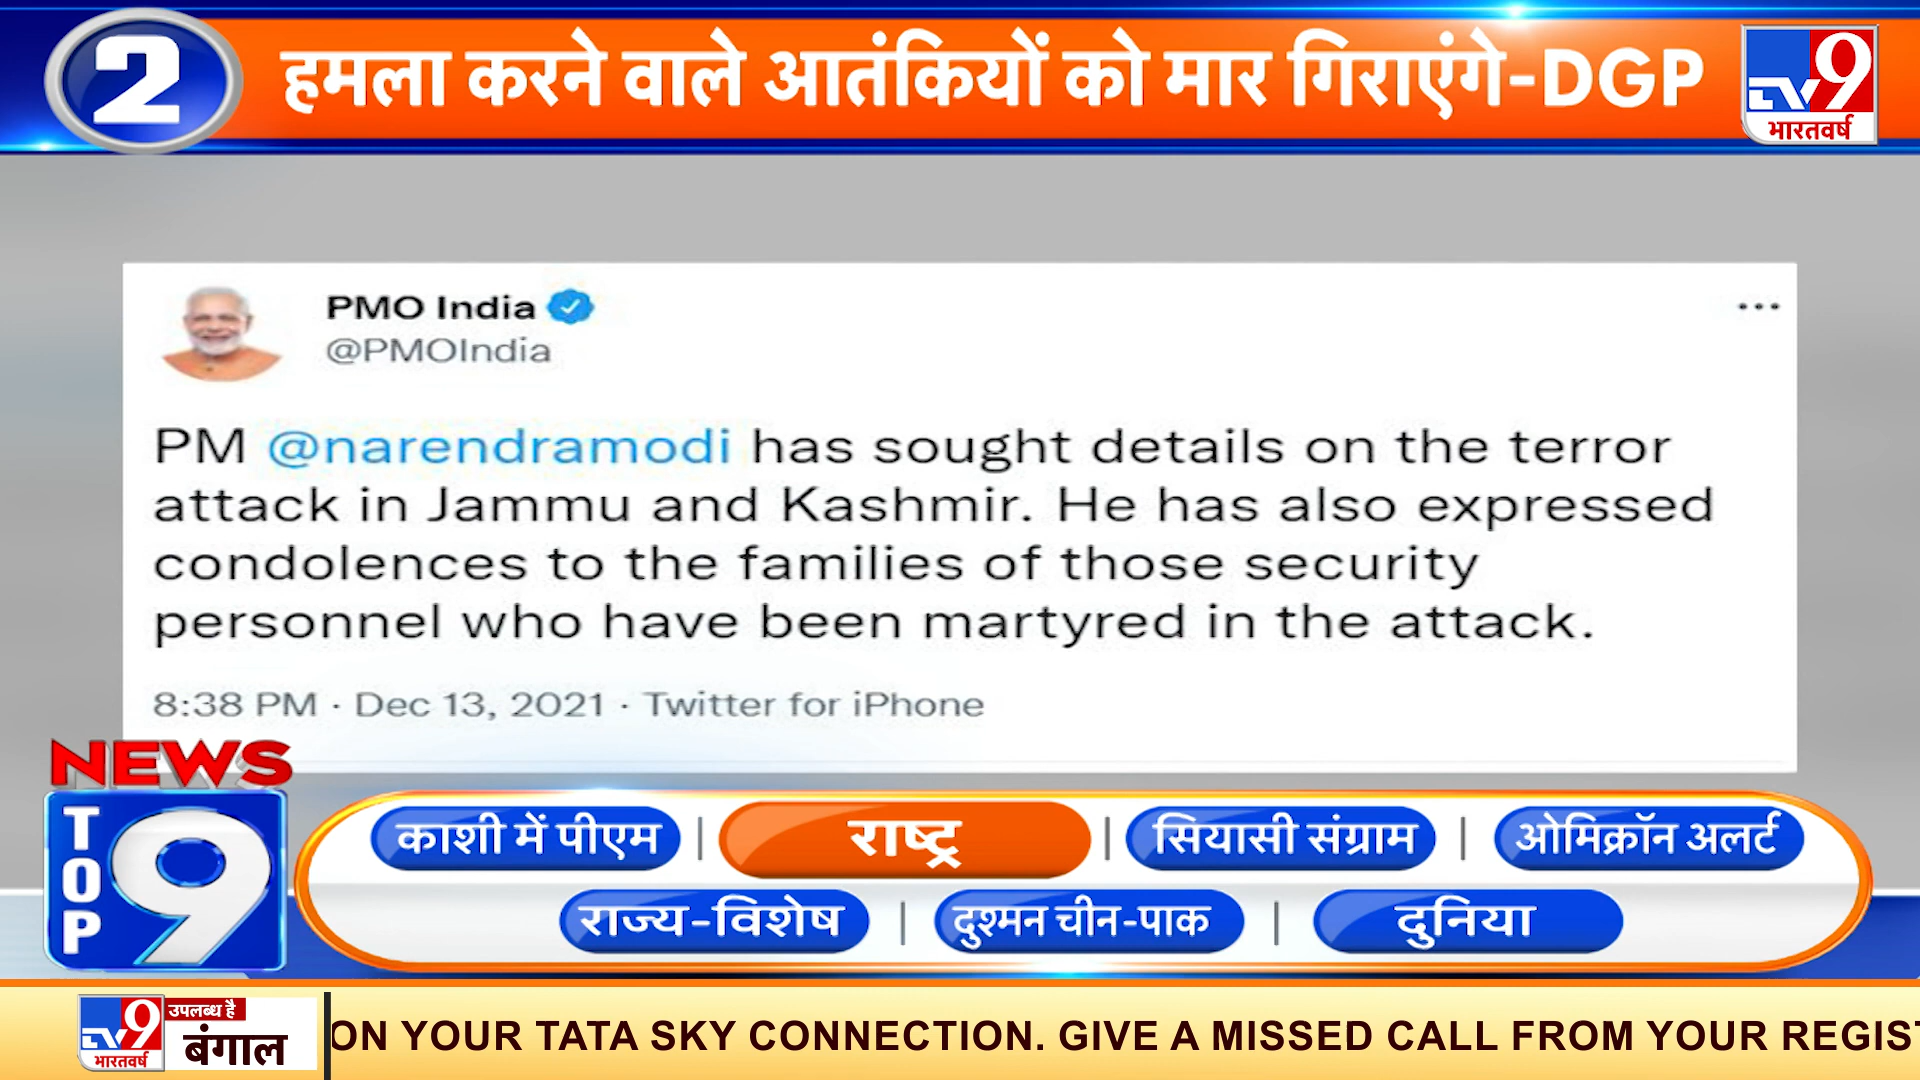 2
हमला करने वाले आतंकियों को मार गिराएंगे-DGP
TV9
भारतवर्ष
PMO India
@PMOIndia
PM @narendramodi has sought details on the terror
attack in Jammu and Kashmir. He has also expressed
condolences to the families of those security
personnel who have been martyred in the attack.
8:38 PM · Dec 13, 2021 · Twitter for iPhone
NEWS
TOP 9
काशी में पीएम | राष्ट्र | सियासी संग्राम | ओमिक्रॉन अलर्ट
राज्य-विशेष | दुश्मन चीन-पाक | दुनिया
TV9
भारतवर्ष
उपलब्ध है
बंगाल
ON YOUR TATA SKY CONNECTION. GIVE A MISSED CALL FROM YOUR REGIST